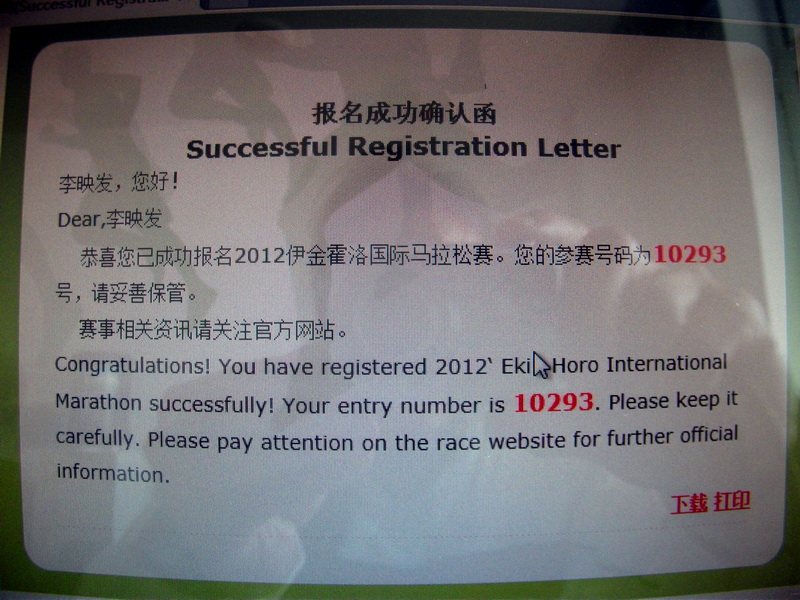 Successful Registrat
报名成功确认函
Successful Registration Letter
李映发，您好！
Dear,李映发
恭喜您已成功报名2012伊金霍洛国际马拉松赛。您的参赛号码为10293
号，请妥善保管。
赛事相关资讯请关注官方网站。
Congratulations! You have registered 2012‘ Eki Horo International
Marathon successfully! Your entry number is 10293. Please keep it
carefully. Please pay attention on the race website for further official
information.
下载 打印